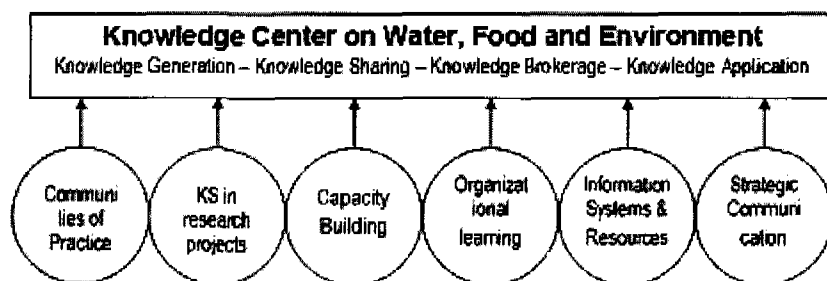 Knowledge Center on Water, Food and Environment
Knowledge Generation – Knowledge Sharing – Knowledge Brokerage – Knowledge Application
Communi
ties of
Practice
KS in
research
projects
Capacity
Building
Organizat
ional
learning
Information
Systems &
Resources
Strategic
Communi
cation